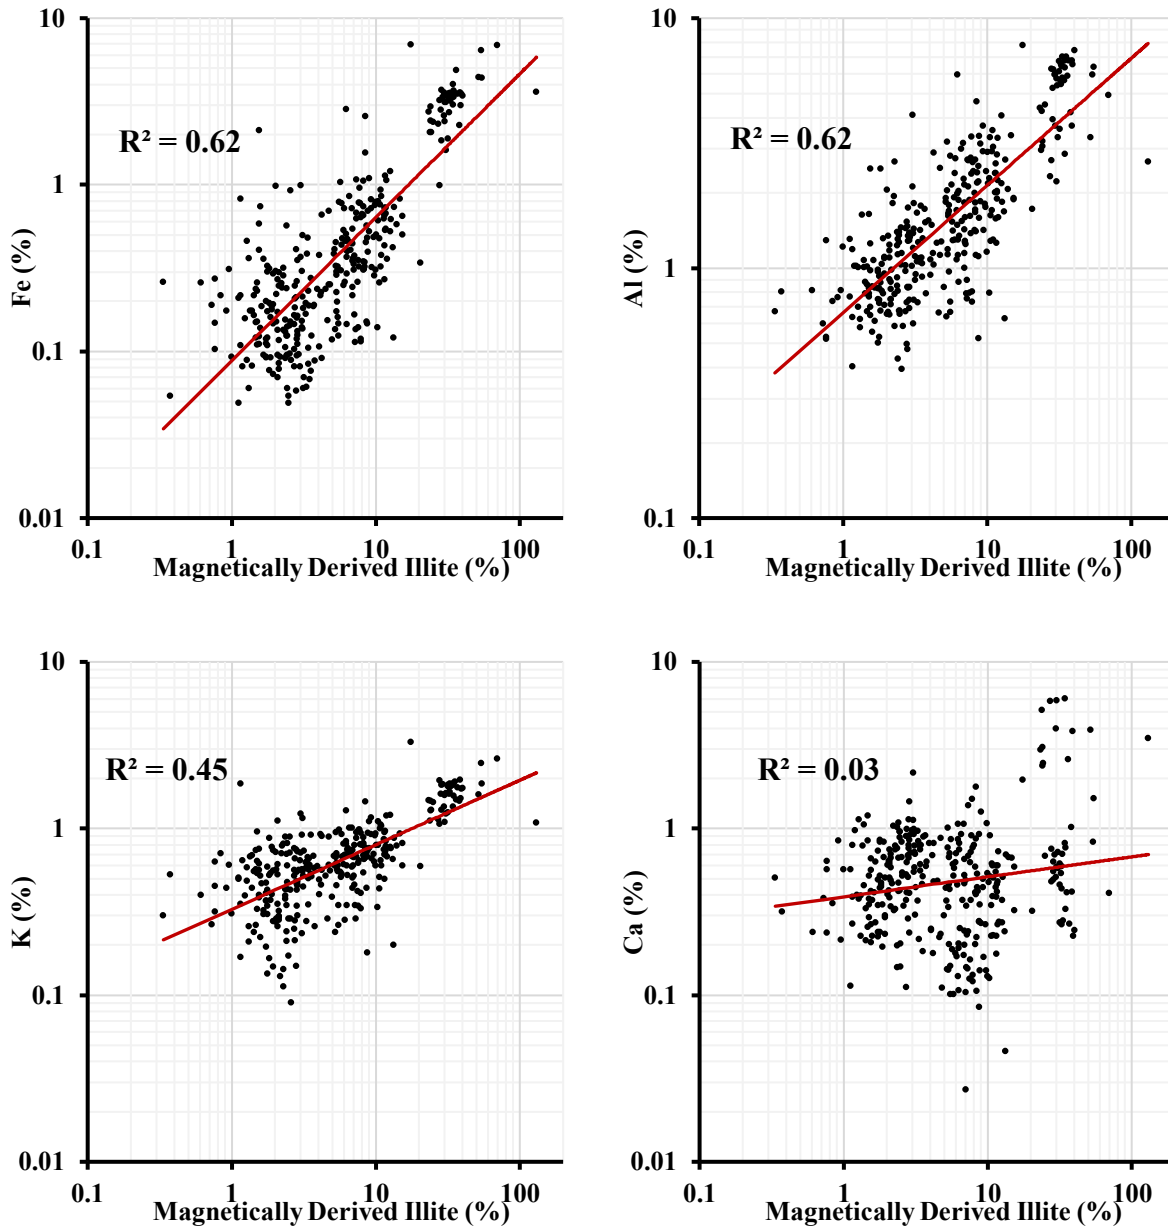 10
1
0.1
0.01
Fe (%)
R² = 0.62
0.1
1
10
100
Magnetically Derived Illite (%)
10
1
0.1
Al (%)
R² = 0.62
0.1
1
10
100
Magnetically Derived Illite (%)
10
1
0.1
0.01
K (%)
R² = 0.45
0.1
1
10
100
Magnetically Derived Illite (%)
10
1
0.1
0.01
Ca (%)
R² = 0.03
0.1
1
10
100
Magnetically Derived Illite (%)